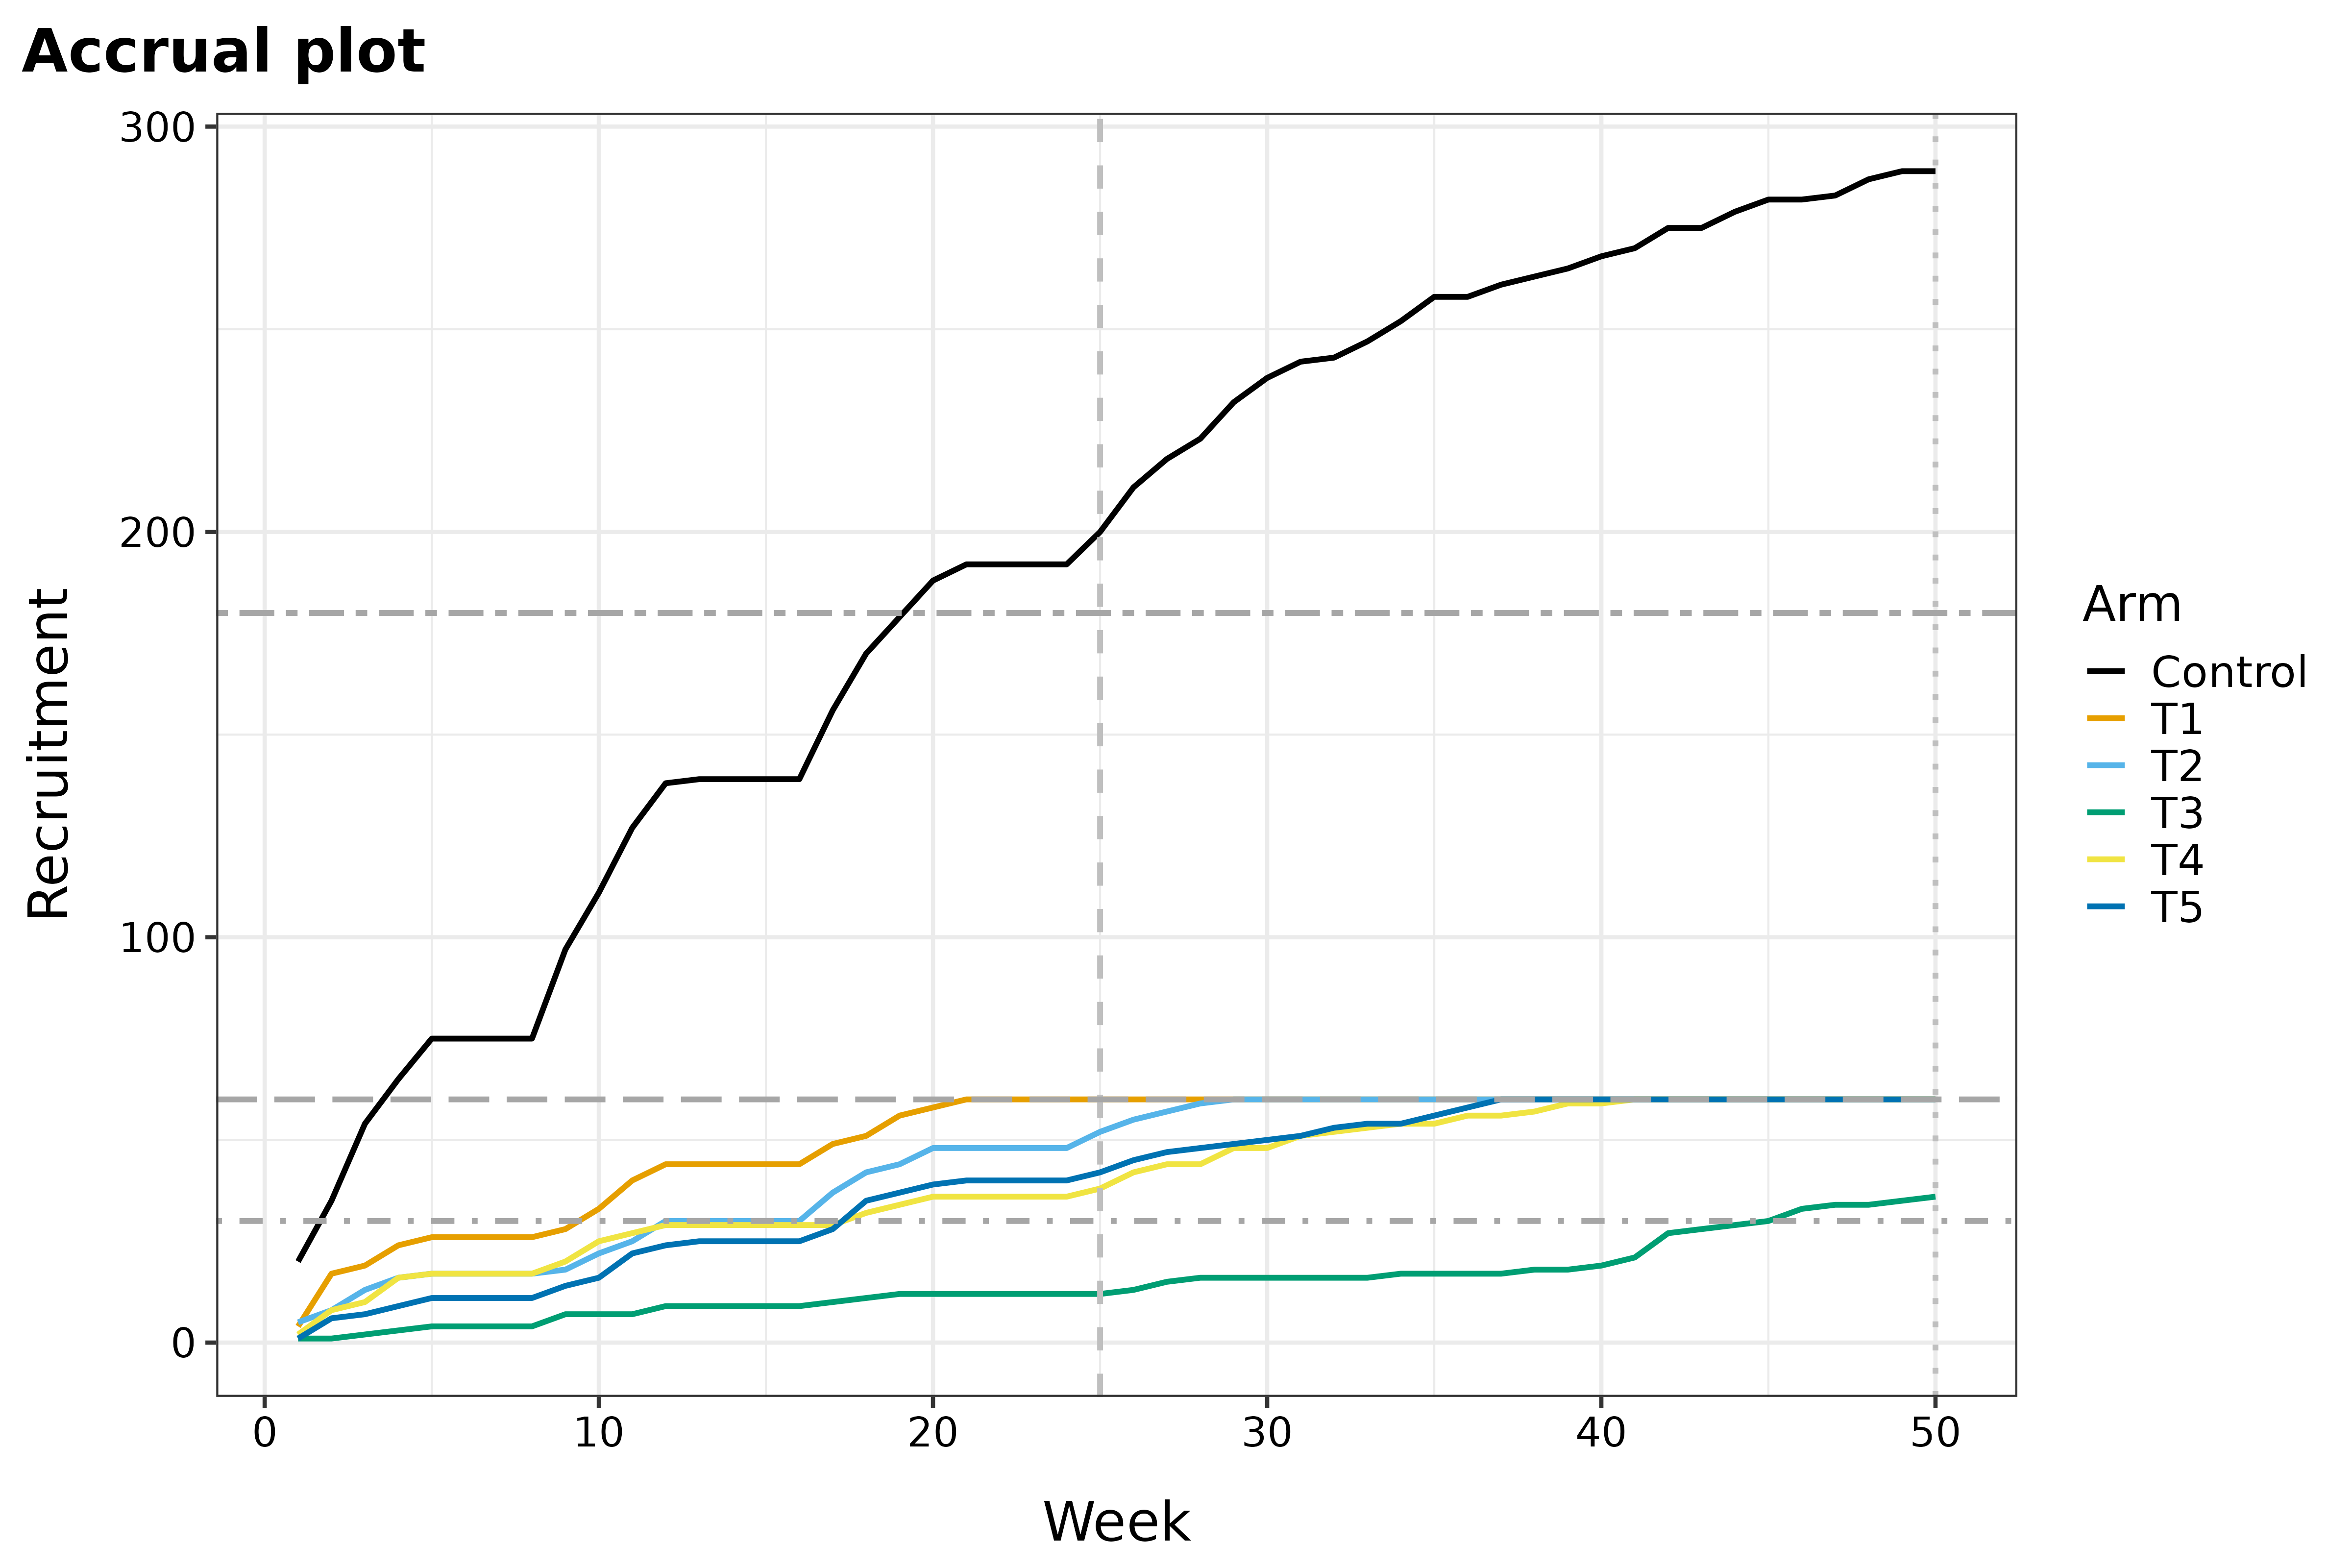 Accrual plot
300
200
100
0
Recruitment
0 10 20 30 40 50
Week
Arm
Control
T1
T2
T3
T4
T5